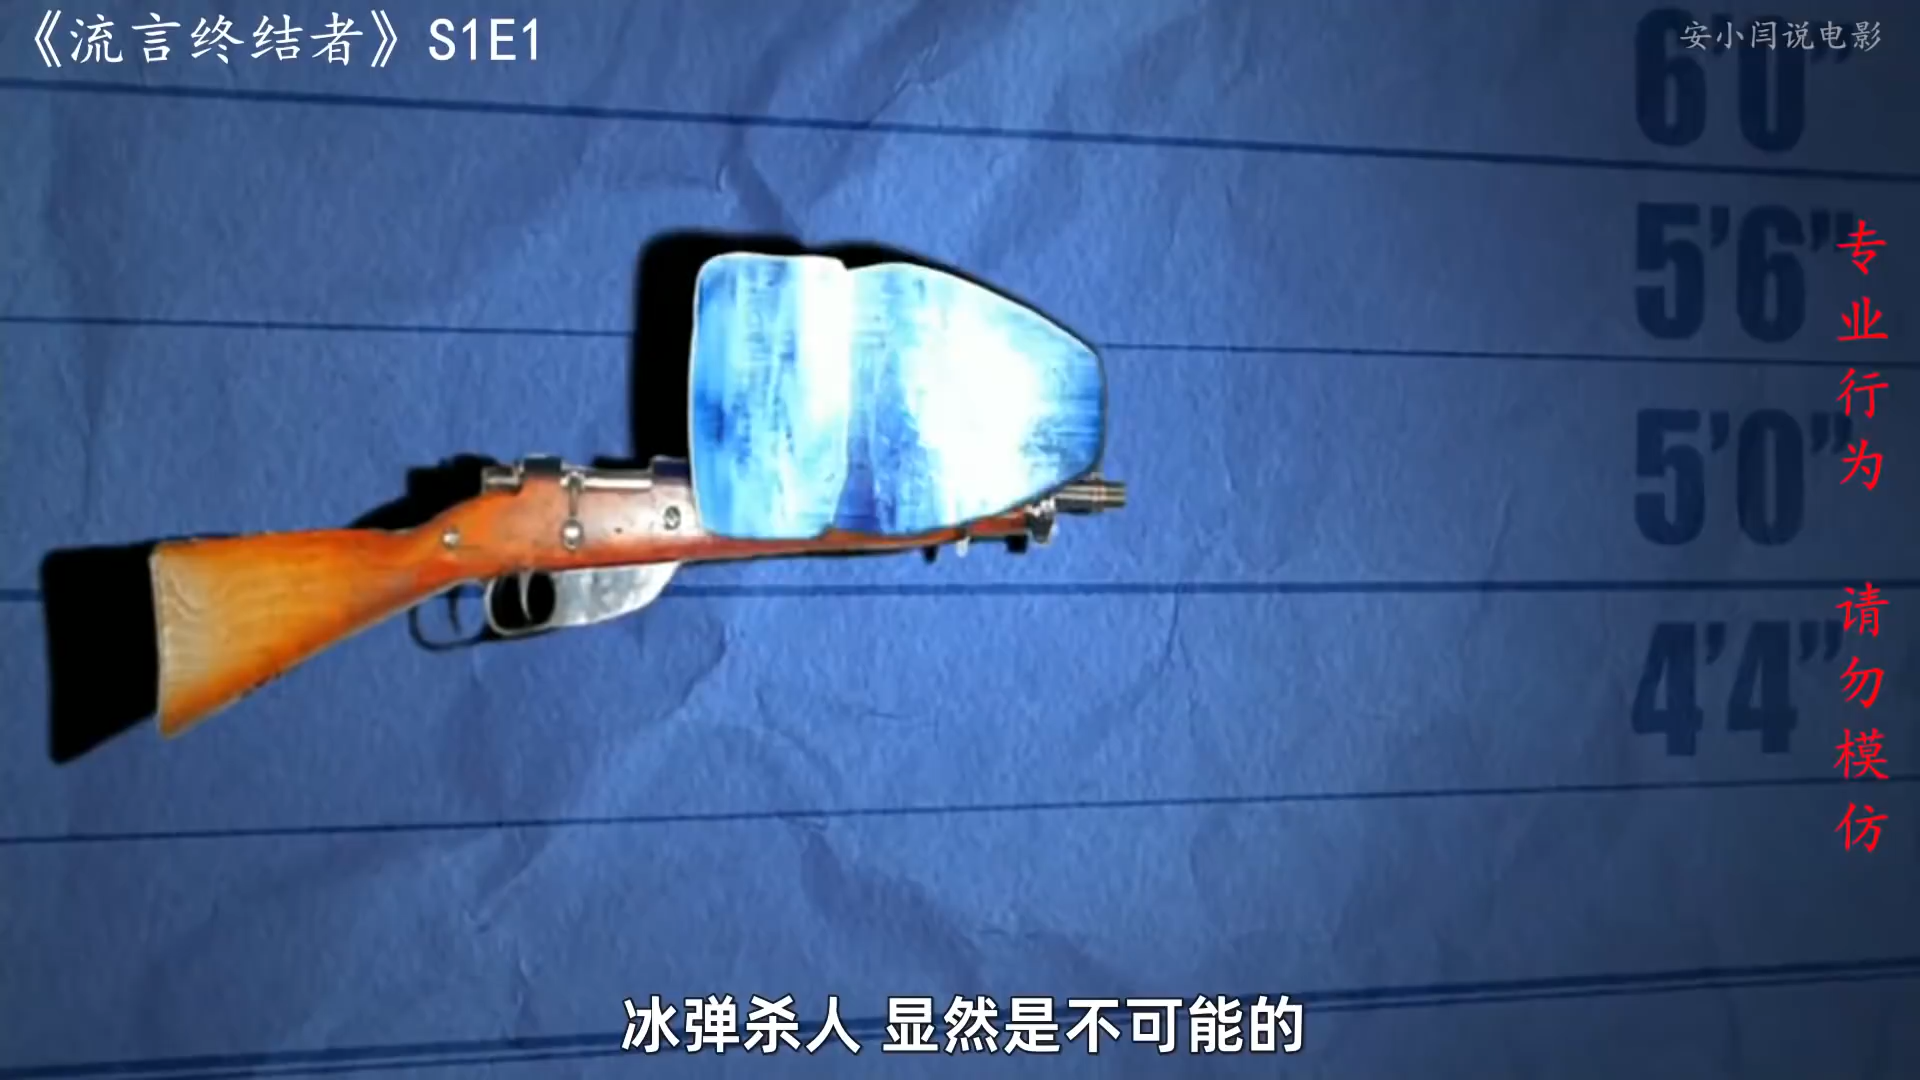 《流言终结者》S1E1
安小闫说电影
6'0"
5'6"
5'0"
4'4"
专业行为 请勿模仿
冰弹杀人 显然是不可能的